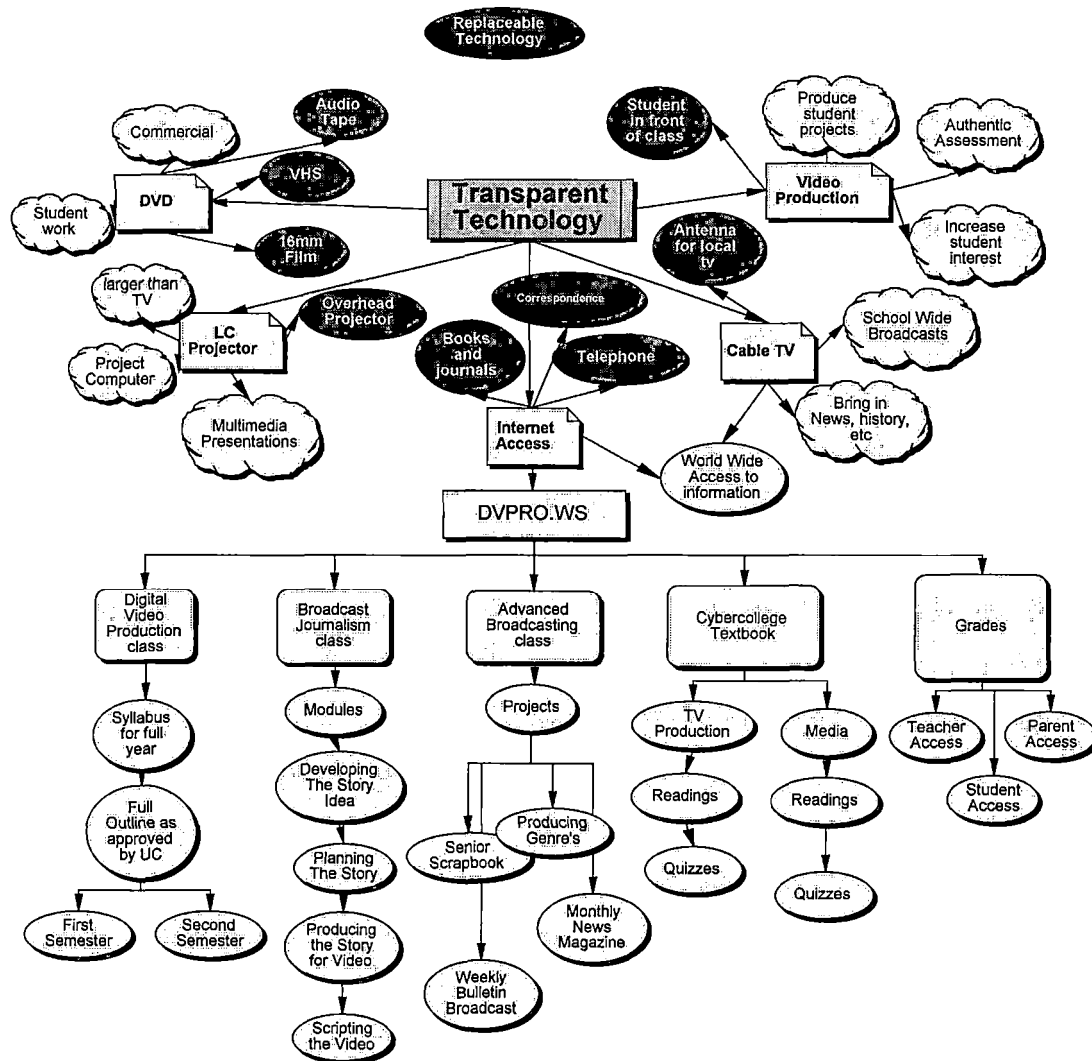 Replaceable
Technology
Commercial
Audio
Tape
VHS
DVD
Student
work
16mm
Film
Transparent
Technology
Student
in front
of class
Produce
student
projects
Authentic
Assessment
Video
Production
Increase
student
interest
Antenna
for local
tv
larger than
TV
LC
Projector
Overhead
Projector
Project
Computer
Multimedia
Presentations
Correspondence
Books
and
journals
Telephone
Internet
Access
School Wide
Broadcasts
Cable TV
Bring in
News, history,
etc
World Wide
Access to
information
DVPRO.WS
Digital
Video
Production
class
Syllabus
for full
year
Full
Outline as
approved
by UC
First
Semester
Second
Semester
Broadcast
Journalism
class
Modules
Developing
The Story
Idea
Planning
The Story
Producing
the Story
for Video
Scripting
the Video
Advanced
Broadcasting
class
Projects
Senior
Scrapbook
Producing
Genre's
Weekly
Bulletin
Broadcast
Monthly
News
Magazine
Cybercollege
Textbook
TV
Production
Readings
Quizzes
Media
Readings
Quizzes
Grades
Teacher
Access
Student
Access
Parent
Access